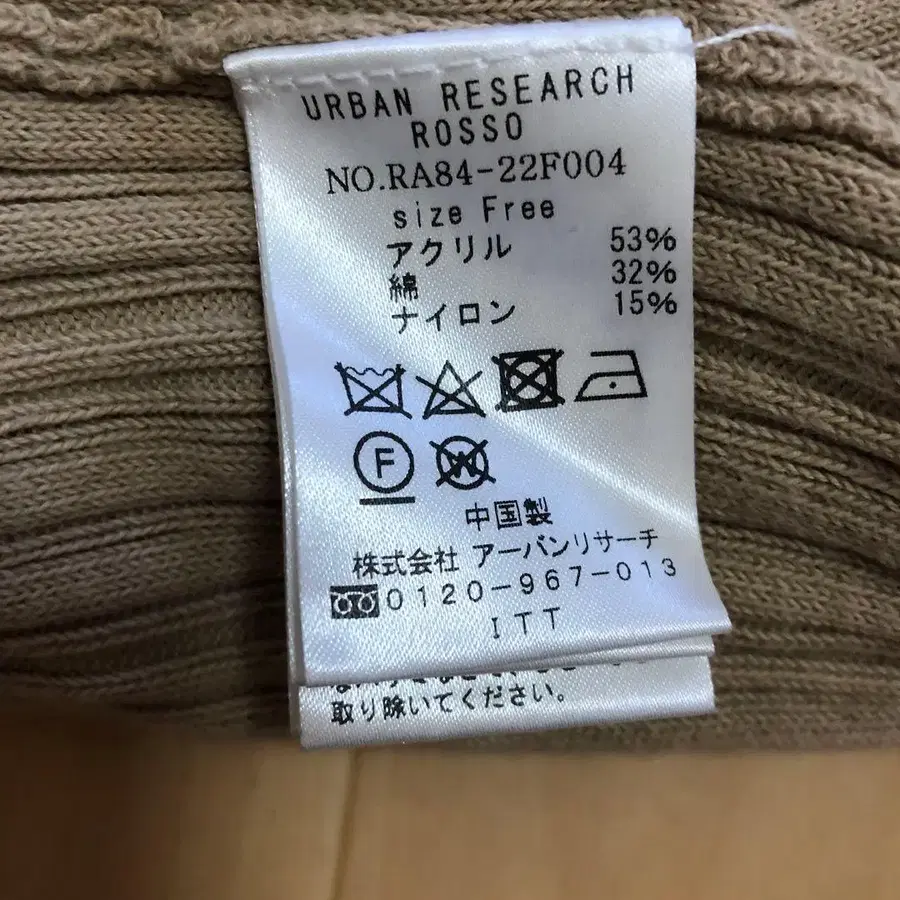 URBAN RESEARCH
ROSSO
NO.RA84-22F004
size Free
アクリル 53%
綿 32%
ナイロン 15%
F
W
中国製
株式会社 アーバンリサーチ
0120-967-013
ITT
取り除いてください。